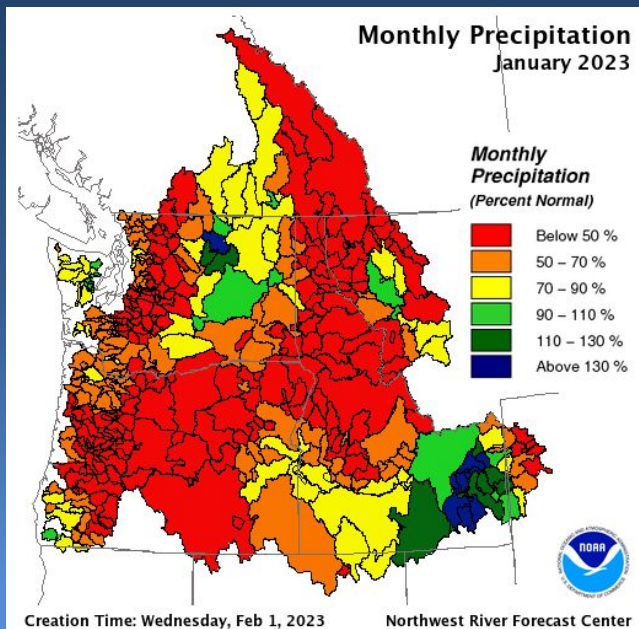 Monthly Precipitation
January 2023
Monthly
Precipitation
(Percent Normal)
Below 50 %
50 – 70 %
70 – 90 %
90 – 110 %
110 – 130 %
Above 130 %
NOAA
Creation Time: Wednesday, Feb 1, 2023
Northwest River Forecast Center